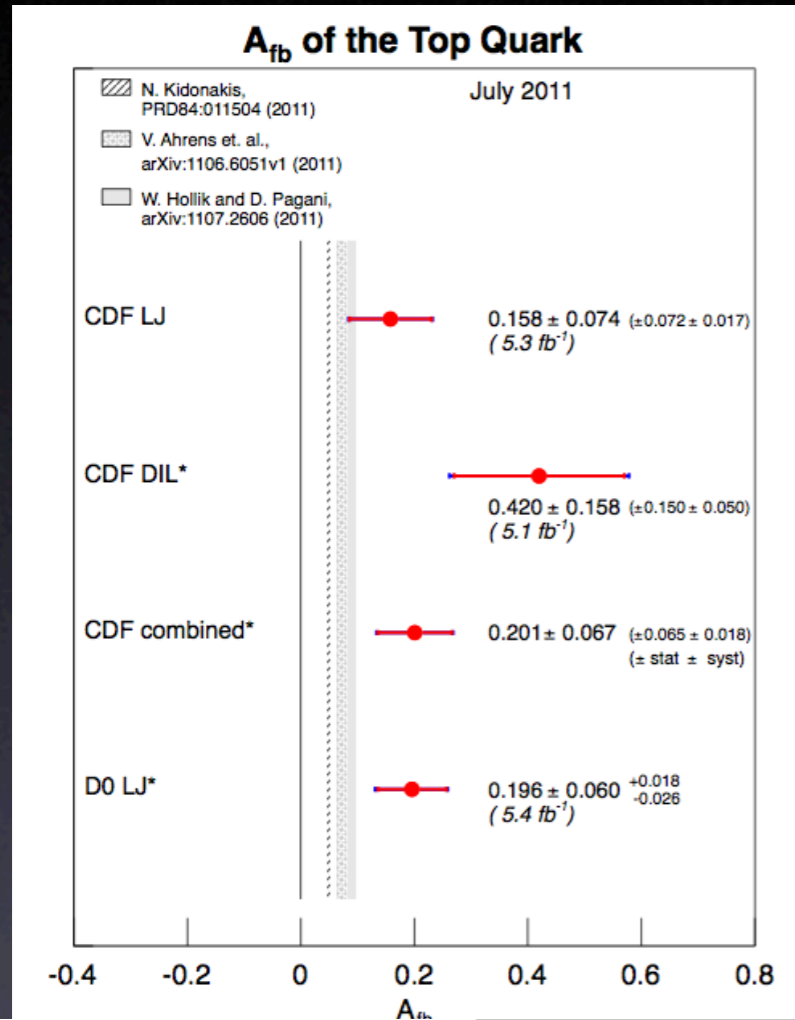 A_fb of the Top Quark
July 2011
N. Kidonakis,
PRD84:011504 (2011)
V. Ahrens et. al.,
arXiv:1106.6051v1 (2011)
W. Hollik and D. Pagani,
arXiv:1107.2606 (2011)
CDF LJ
0.158 ± 0.074 (±0.072 ± 0.017)
( 5.3 fb⁻¹)
CDF DIL*
0.420 ± 0.158 (±0.150 ± 0.050)
( 5.1 fb⁻¹)
CDF combined*
0.201± 0.067 (±0.065 ± 0.018)
(± stat ± syst)
D0 LJ*
0.196 ± 0.060 +0.018
-0.026
( 5.4 fb⁻¹)
-0.4 -0.2 0 0.2 0.4 0.6 0.8
A_fb